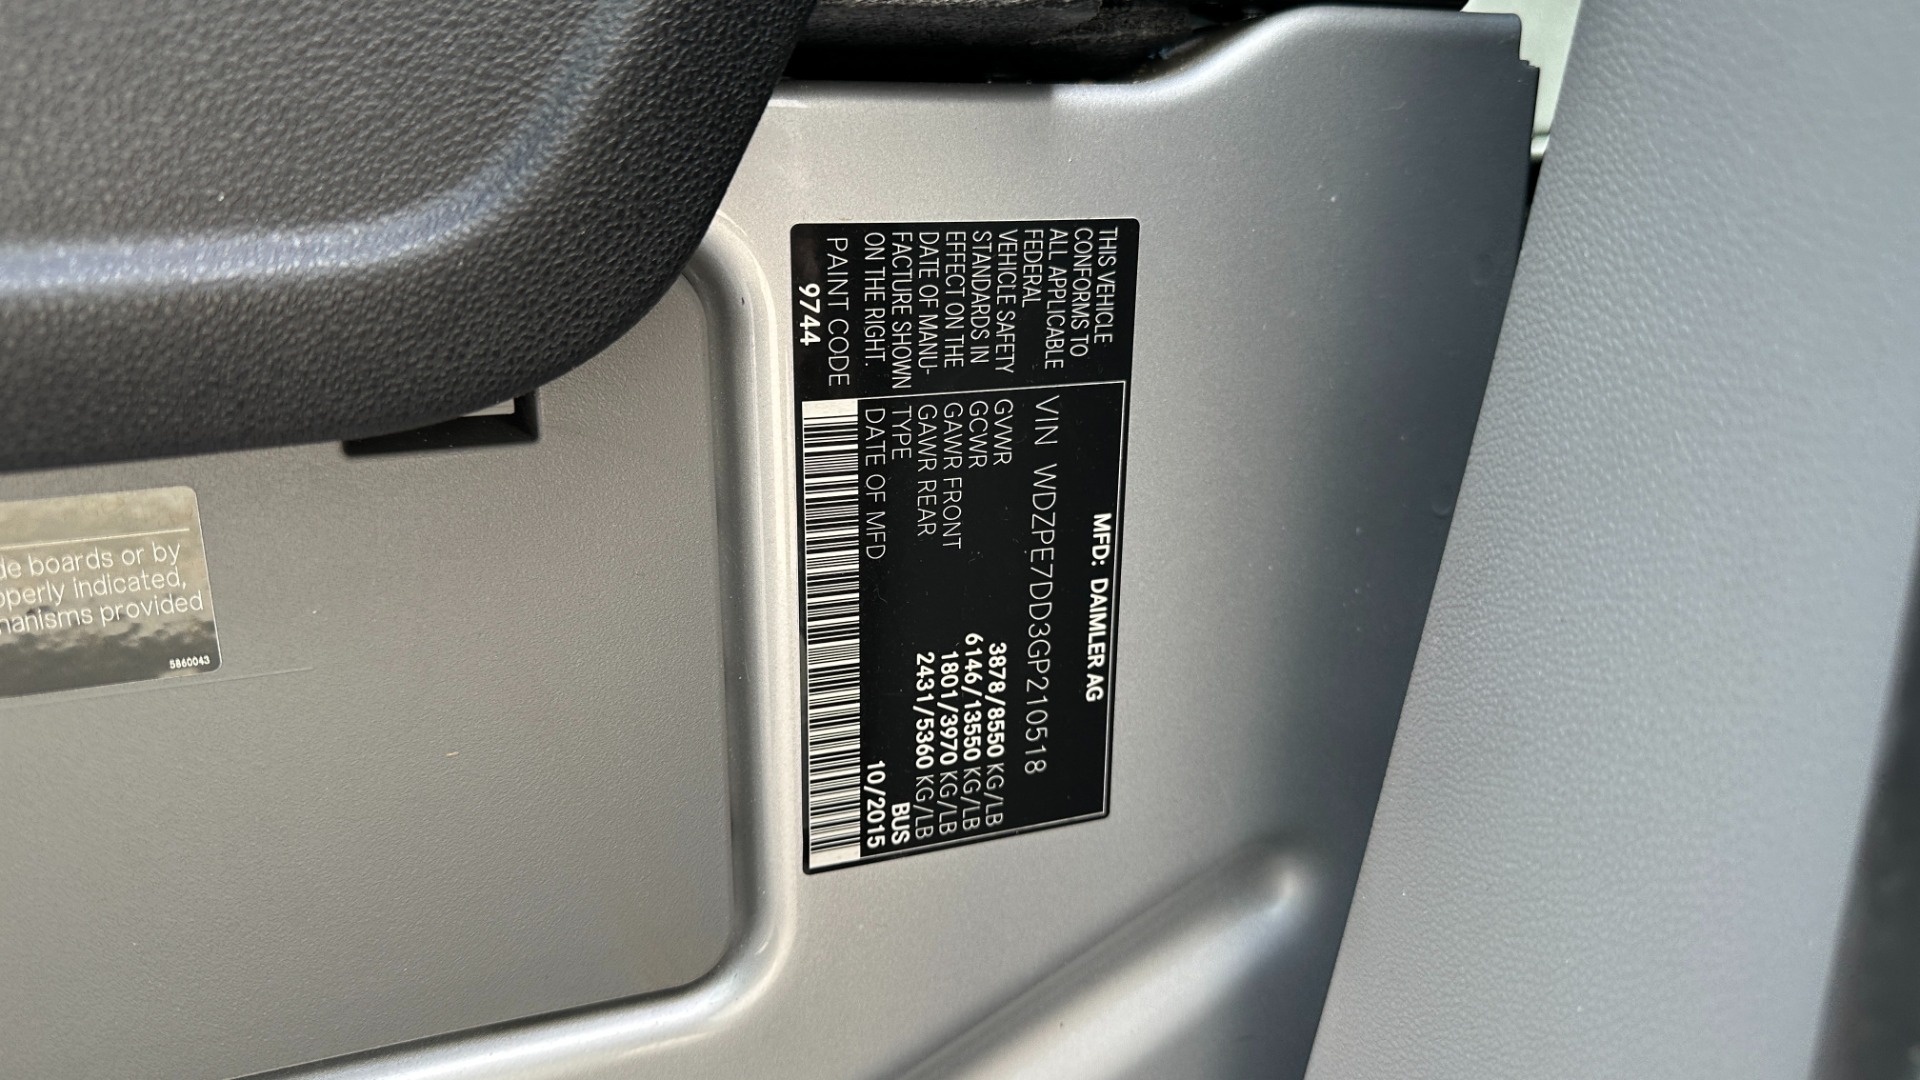 THIS VEHICLE
CONFORMS TO
ALL APPLICABLE
FEDERAL
VEHICLE SAFETY
STANDARDS IN
EFFECT ON THE
DATE OF MANU-
FACTURE SHOWN
ON THE RIGHT.
PAINT CODE
9744
MFD: DAIMLER AG
VIN WDZPE7DD3GP210518
GVWR 3878/8550 KG/LB
GCWR 6146/13550 KG/LB
GAWR FRONT 1801/3970 KG/LB
GAWR REAR 2431/5360 KG/LB
TYPE BUS
DATE OF MFD 10/2015
boards or by
indicated,
provided
5860043